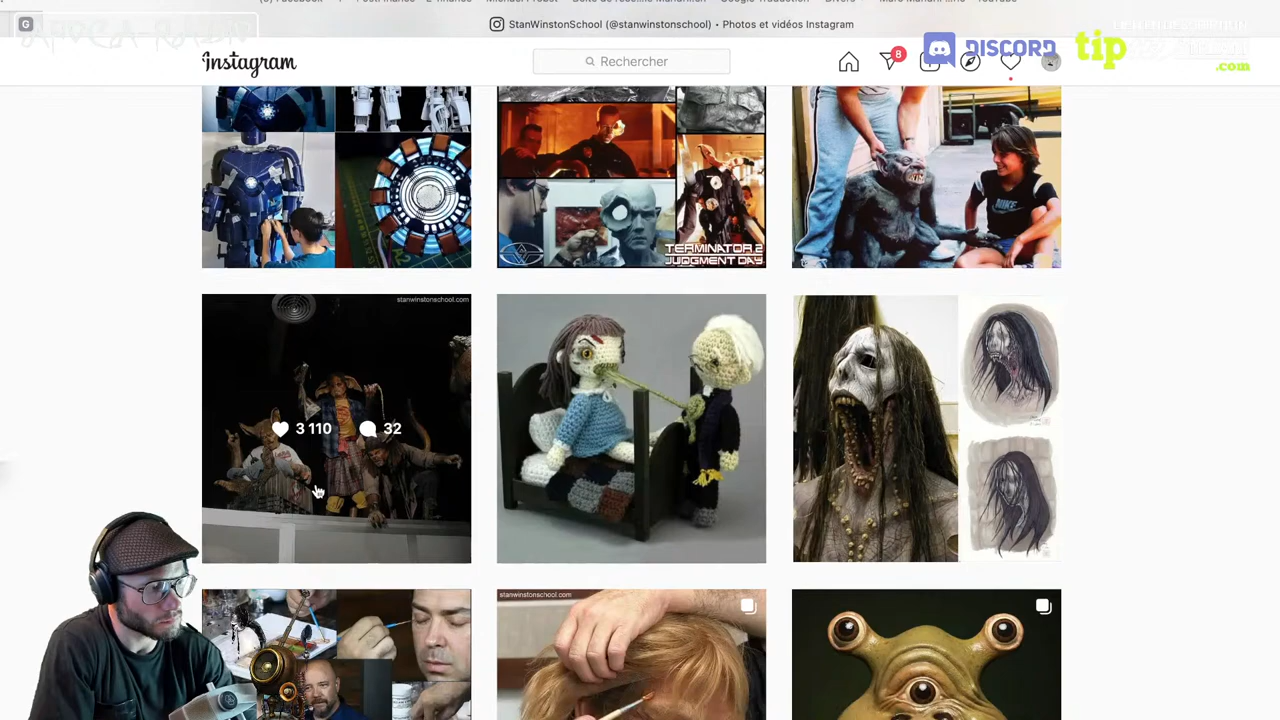 G
StanWinstonSchool (@stanwinstonschool) • Photos et vidéos Instagram
Instagram
Rechercher
8
DISCORD
tip
.com
TERMINATOR 2
JUDGMENT DAY
NIKE
stanwinstonschool.com
3 110
32
stanwinstonschool.com